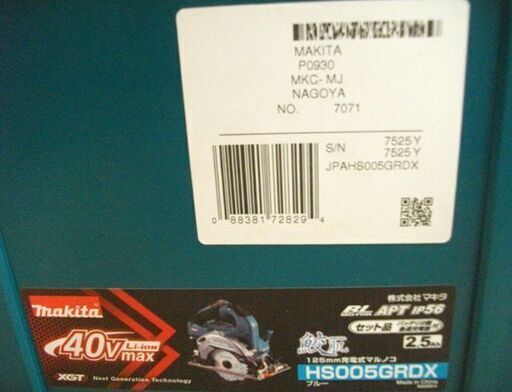 MAKITA
P0930
MKC-MJ
NAGOYA
NO. 7071
S/N 7525Y
7525Y
JPAHS005GRDX
0 88381 72829 4
makita
40Vmax
Li-ion
XGT Next Generation Technology
株式会社マキタ
BL MOTOR APT IP56
セット品
2.5Ah
鮫肌
125mm充電式マルノコ
HS005GRDX
ブルー
Made in China